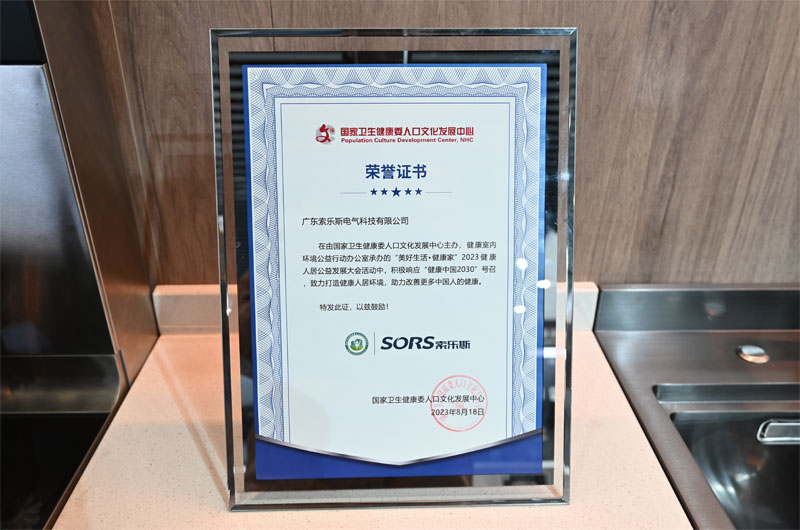 国家卫生健康委人口文化发展中心
Population Culture Development Center, NHC
荣誉证书
广东索乐斯电气科技有限公司
在由国家卫生健康委人口文化发展中心主办，健康室内
环境公益行动办公室承办的“美好生活·健康家”2023健康
人居公益发展大会活动中，积极响应“健康中国2030”号召
，致力打造健康人居环境，助力改善更多中国人的健康。
特发此证，以兹鼓励！
SORS索乐斯
国家卫生健康委人口文化发展中心
2023年8月18日